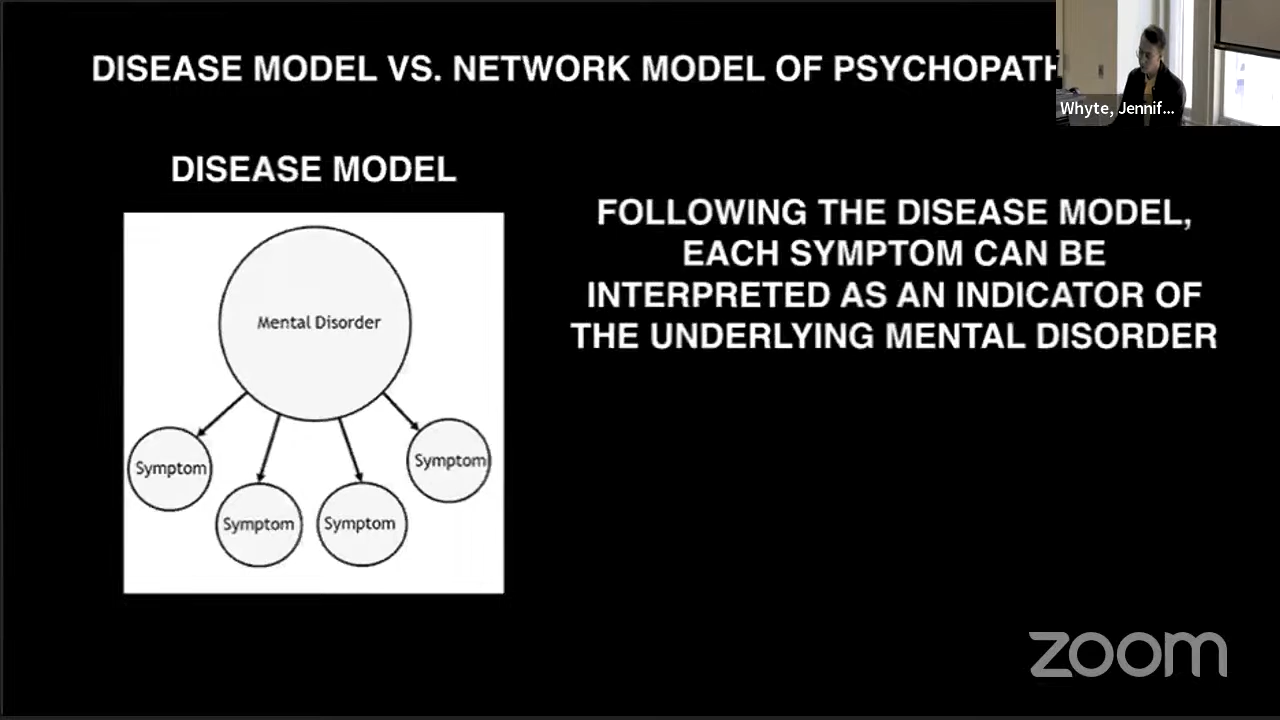 DISEASE MODEL VS. NETWORK MODEL OF PSYCHOPATH
Whyte, Jennif...
DISEASE MODEL
FOLLOWING THE DISEASE MODEL,
EACH SYMPTOM CAN BE
INTERPRETED AS AN INDICATOR OF
THE UNDERLYING MENTAL DISORDER
Mental Disorder
Symptom
Symptom
Symptom
Symptom
zoom